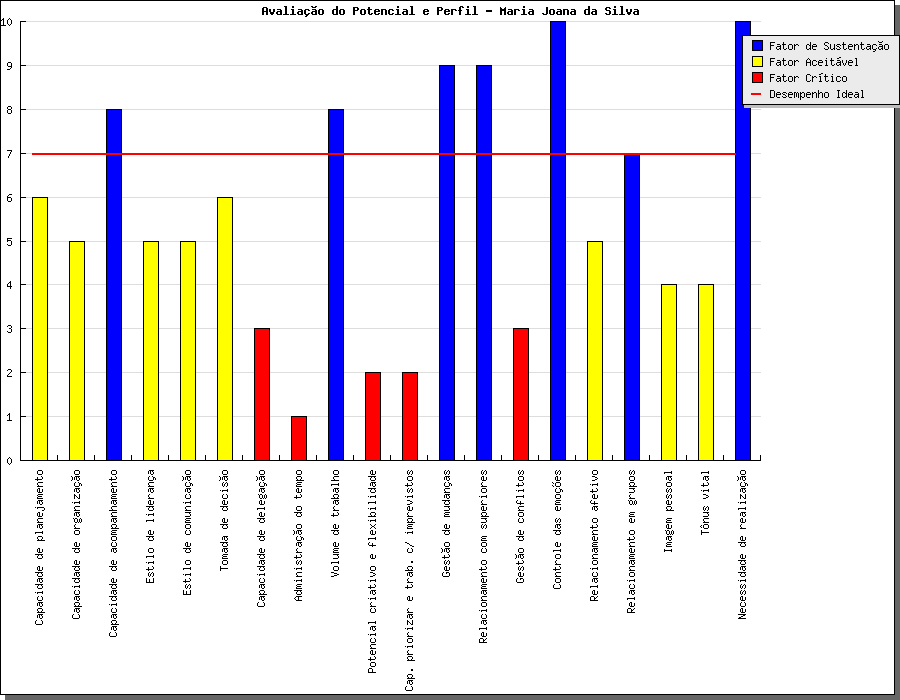 Avaliação do Potencial e Perfil - Maria Joana da Silva
10
9
8
7
6
5
4
3
2
1
0
Fator de Sustentação
Fator Aceitável
Fator Crítico
Desempenho Ideal
Capacidade de planejamento
Capacidade de organização
Capacidade de acompanhamento
Estilo de liderança
Estilo de comunicação
Tomada de decisão
Capacidade de delegação
Administração do tempo
Volume de trabalho
Potencial criativo e flexibilidade
Cap. priorizar e trab. c/ imprevistos
Gestão de mudanças
Relacionamento com superiores
Gestão de conflitos
Controle das emoções
Relacionamento afetivo
Relacionamento em grupos
Imagem pessoal
Tônus vital
Necessidade de realização